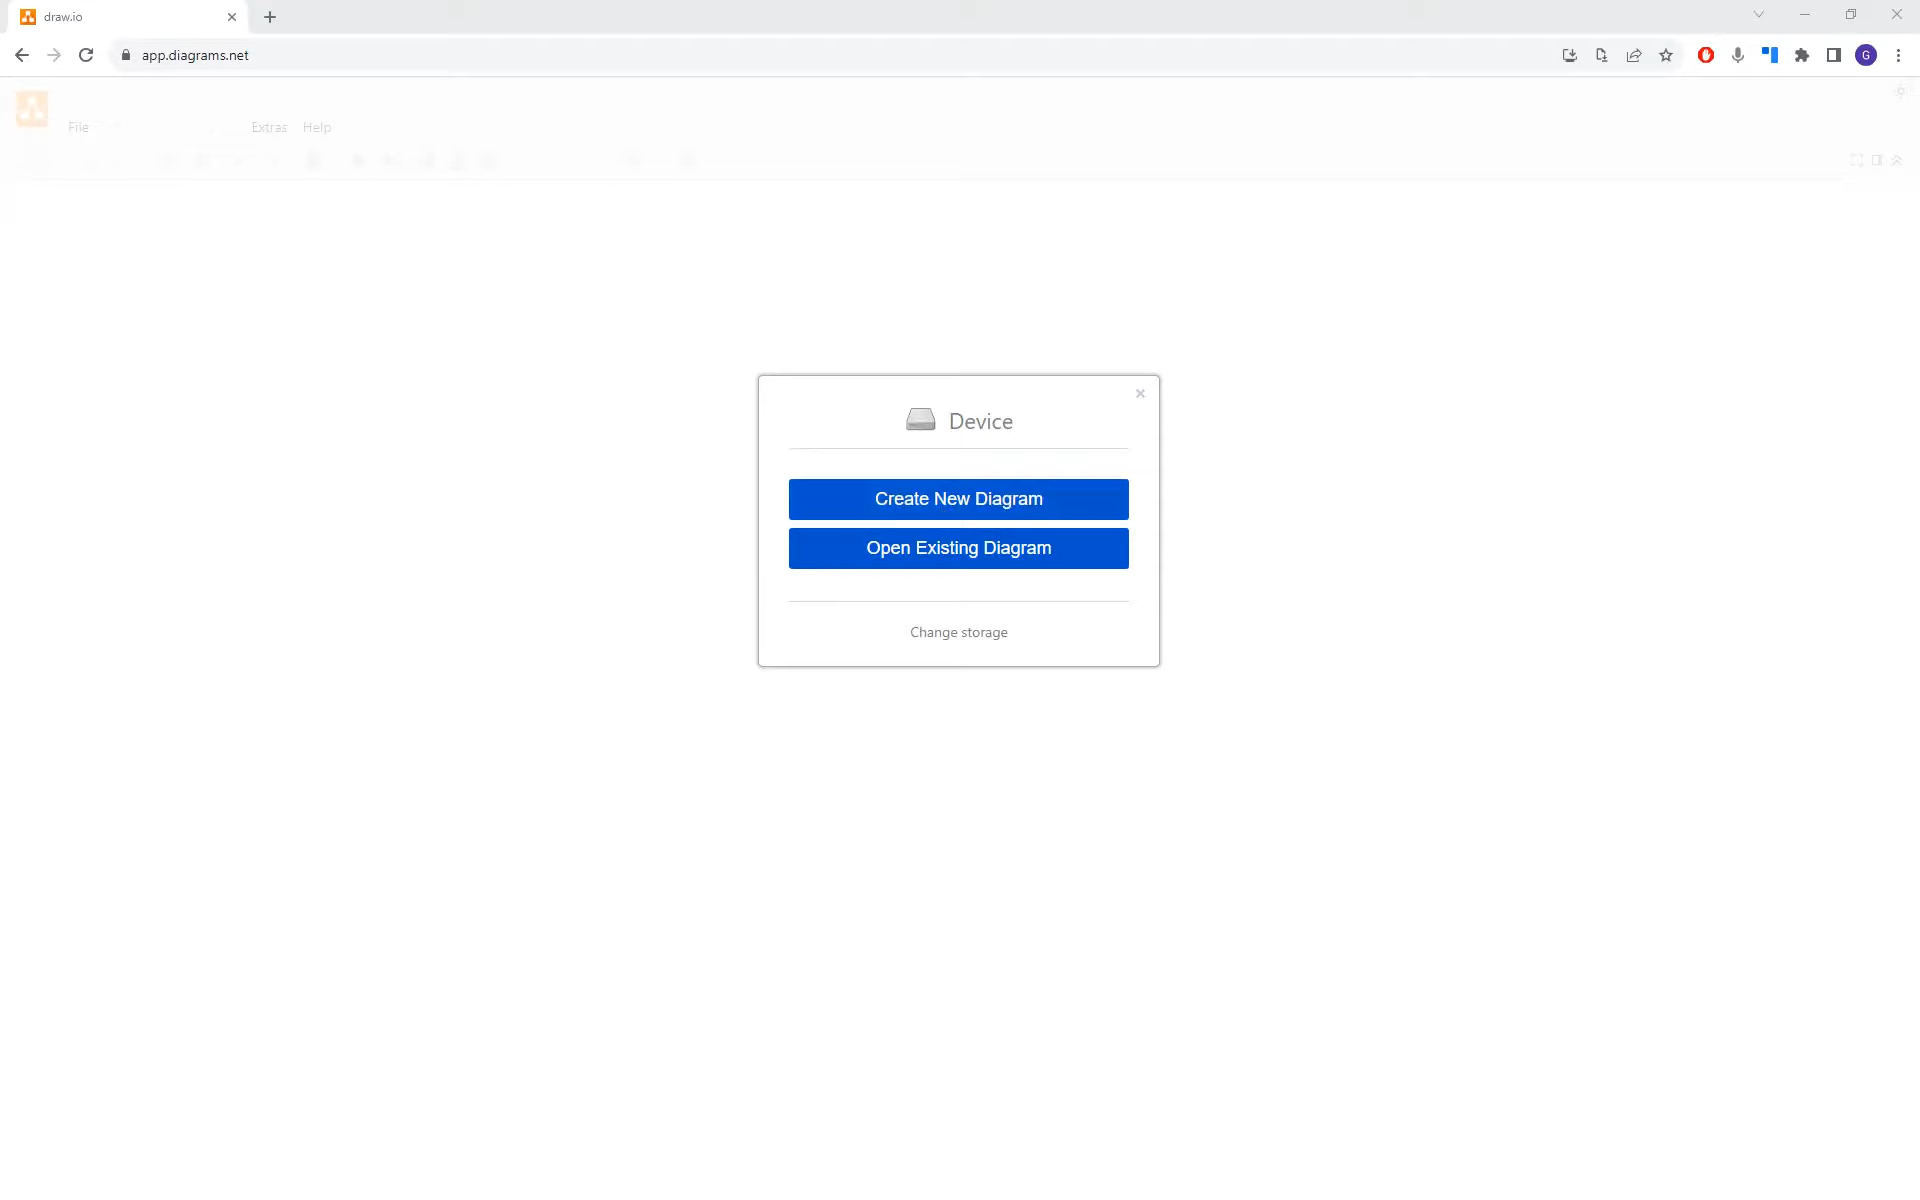 draw.io
app.diagrams.net
G
File
Extras Help
Device
Create New Diagram
Open Existing Diagram
Change storage